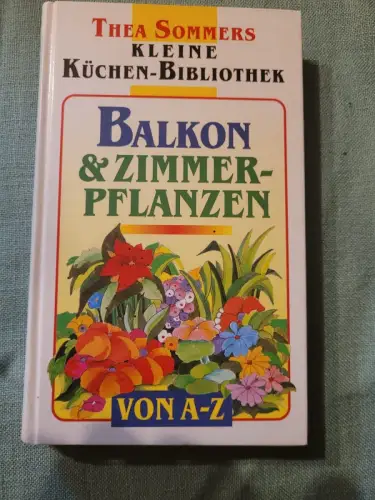 THEA SOMMERS
KLEINE
KÜCHEN-BIBLIOTHEK
BALKON
& ZIMMER-
PFLANZEN
VON A-Z